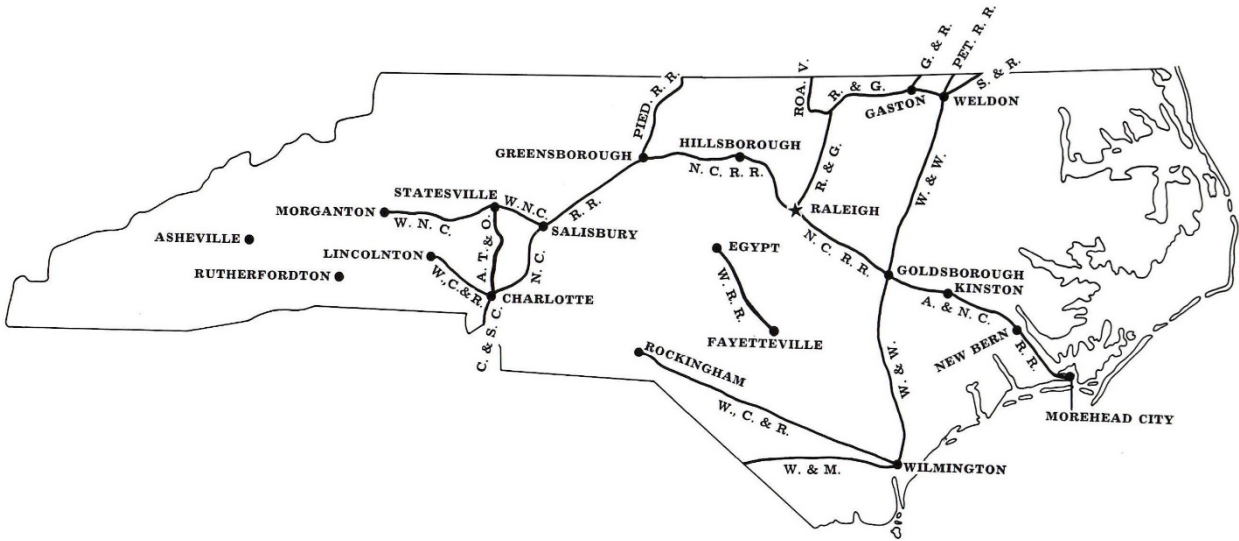 G. & R.
PET. R. R.
S. & R.
ROA. V.
R. & G.
GASTON
WELDON
PIED. R. R.
GREENSBOROUGH
HILLSBOROUGH
N. C. R. R.
R. & G.
W. & W.
STATESVILLE
W. N. C.
MORGANTON
W. N. C.
SALISBURY
R. R.
RALEIGH
ASHEVILLE
LINCOLNTON
A. T. & O.
N. C.
EGYPT
N. C. R. R.
RUTHERFORDTON
W., C. & R.
CHARLOTTE
W. R. R.
GOLDSBOROUGH
KINSTON
A. & N. C.
C. & S. C.
FAYETTEVILLE
NEW BERN
R. R.
ROCKINGHAM
W. & W.
W., C. & R.
MOREHEAD CITY
W. & M.
WILMINGTON